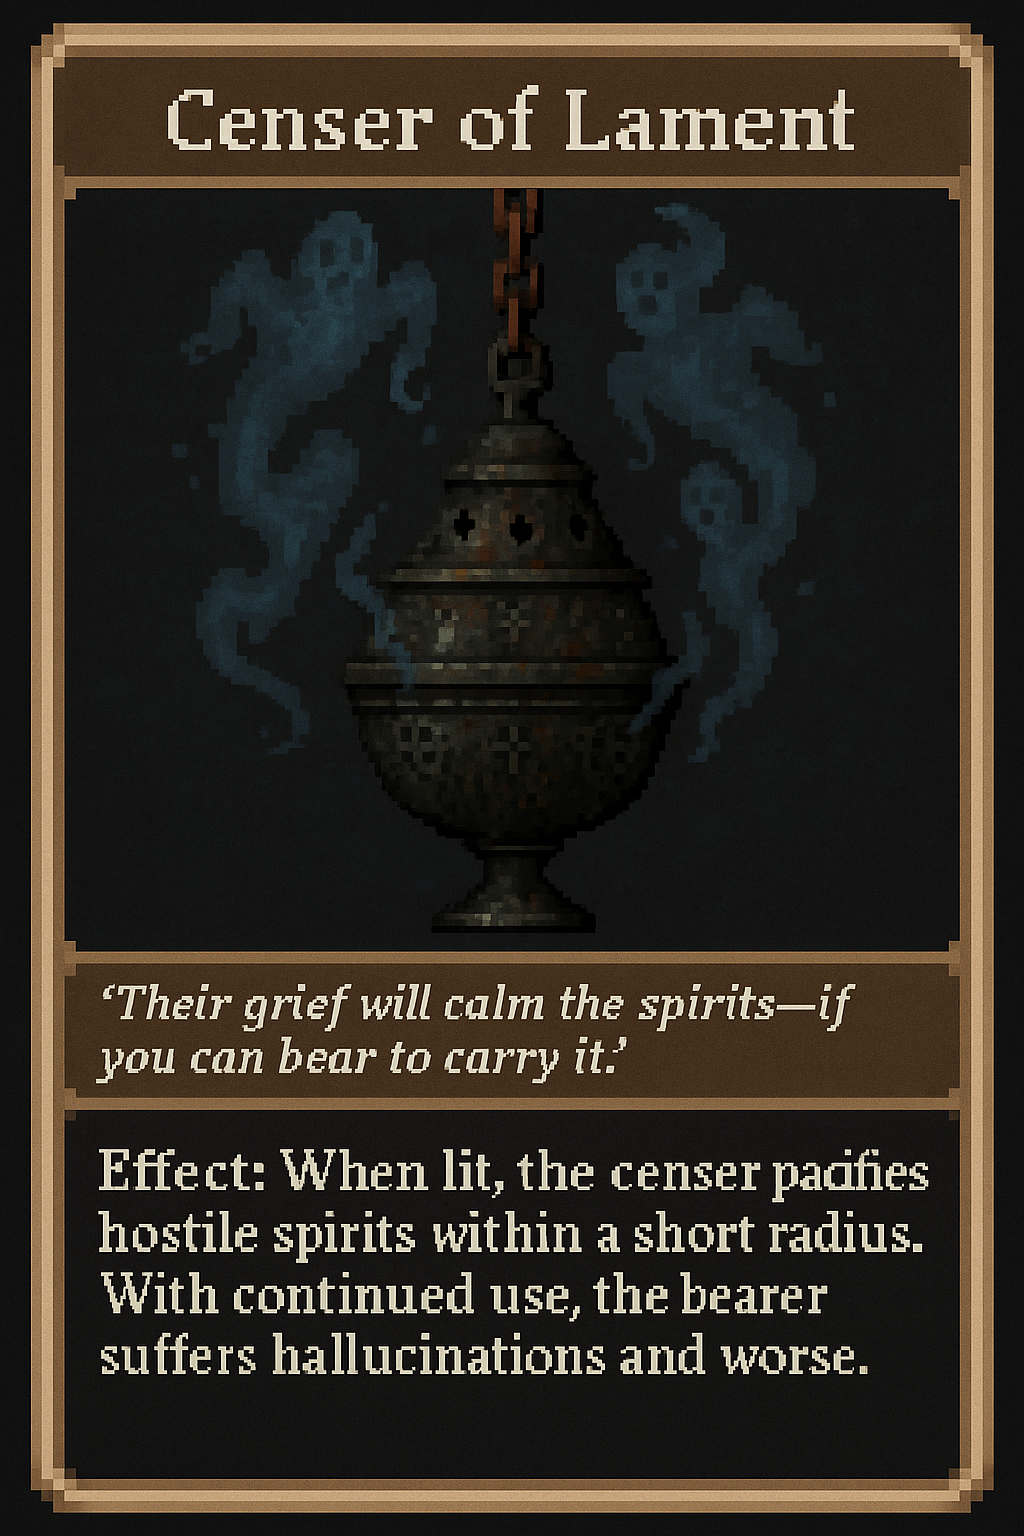 Censer of Lament
‘Their grief will calm the spirits—if
you can bear to carry it.’
Effect: When lit, the censer pacifies
hostile spirits within a short radius.
With continued use, the bearer
suffers hallucinations and worse.